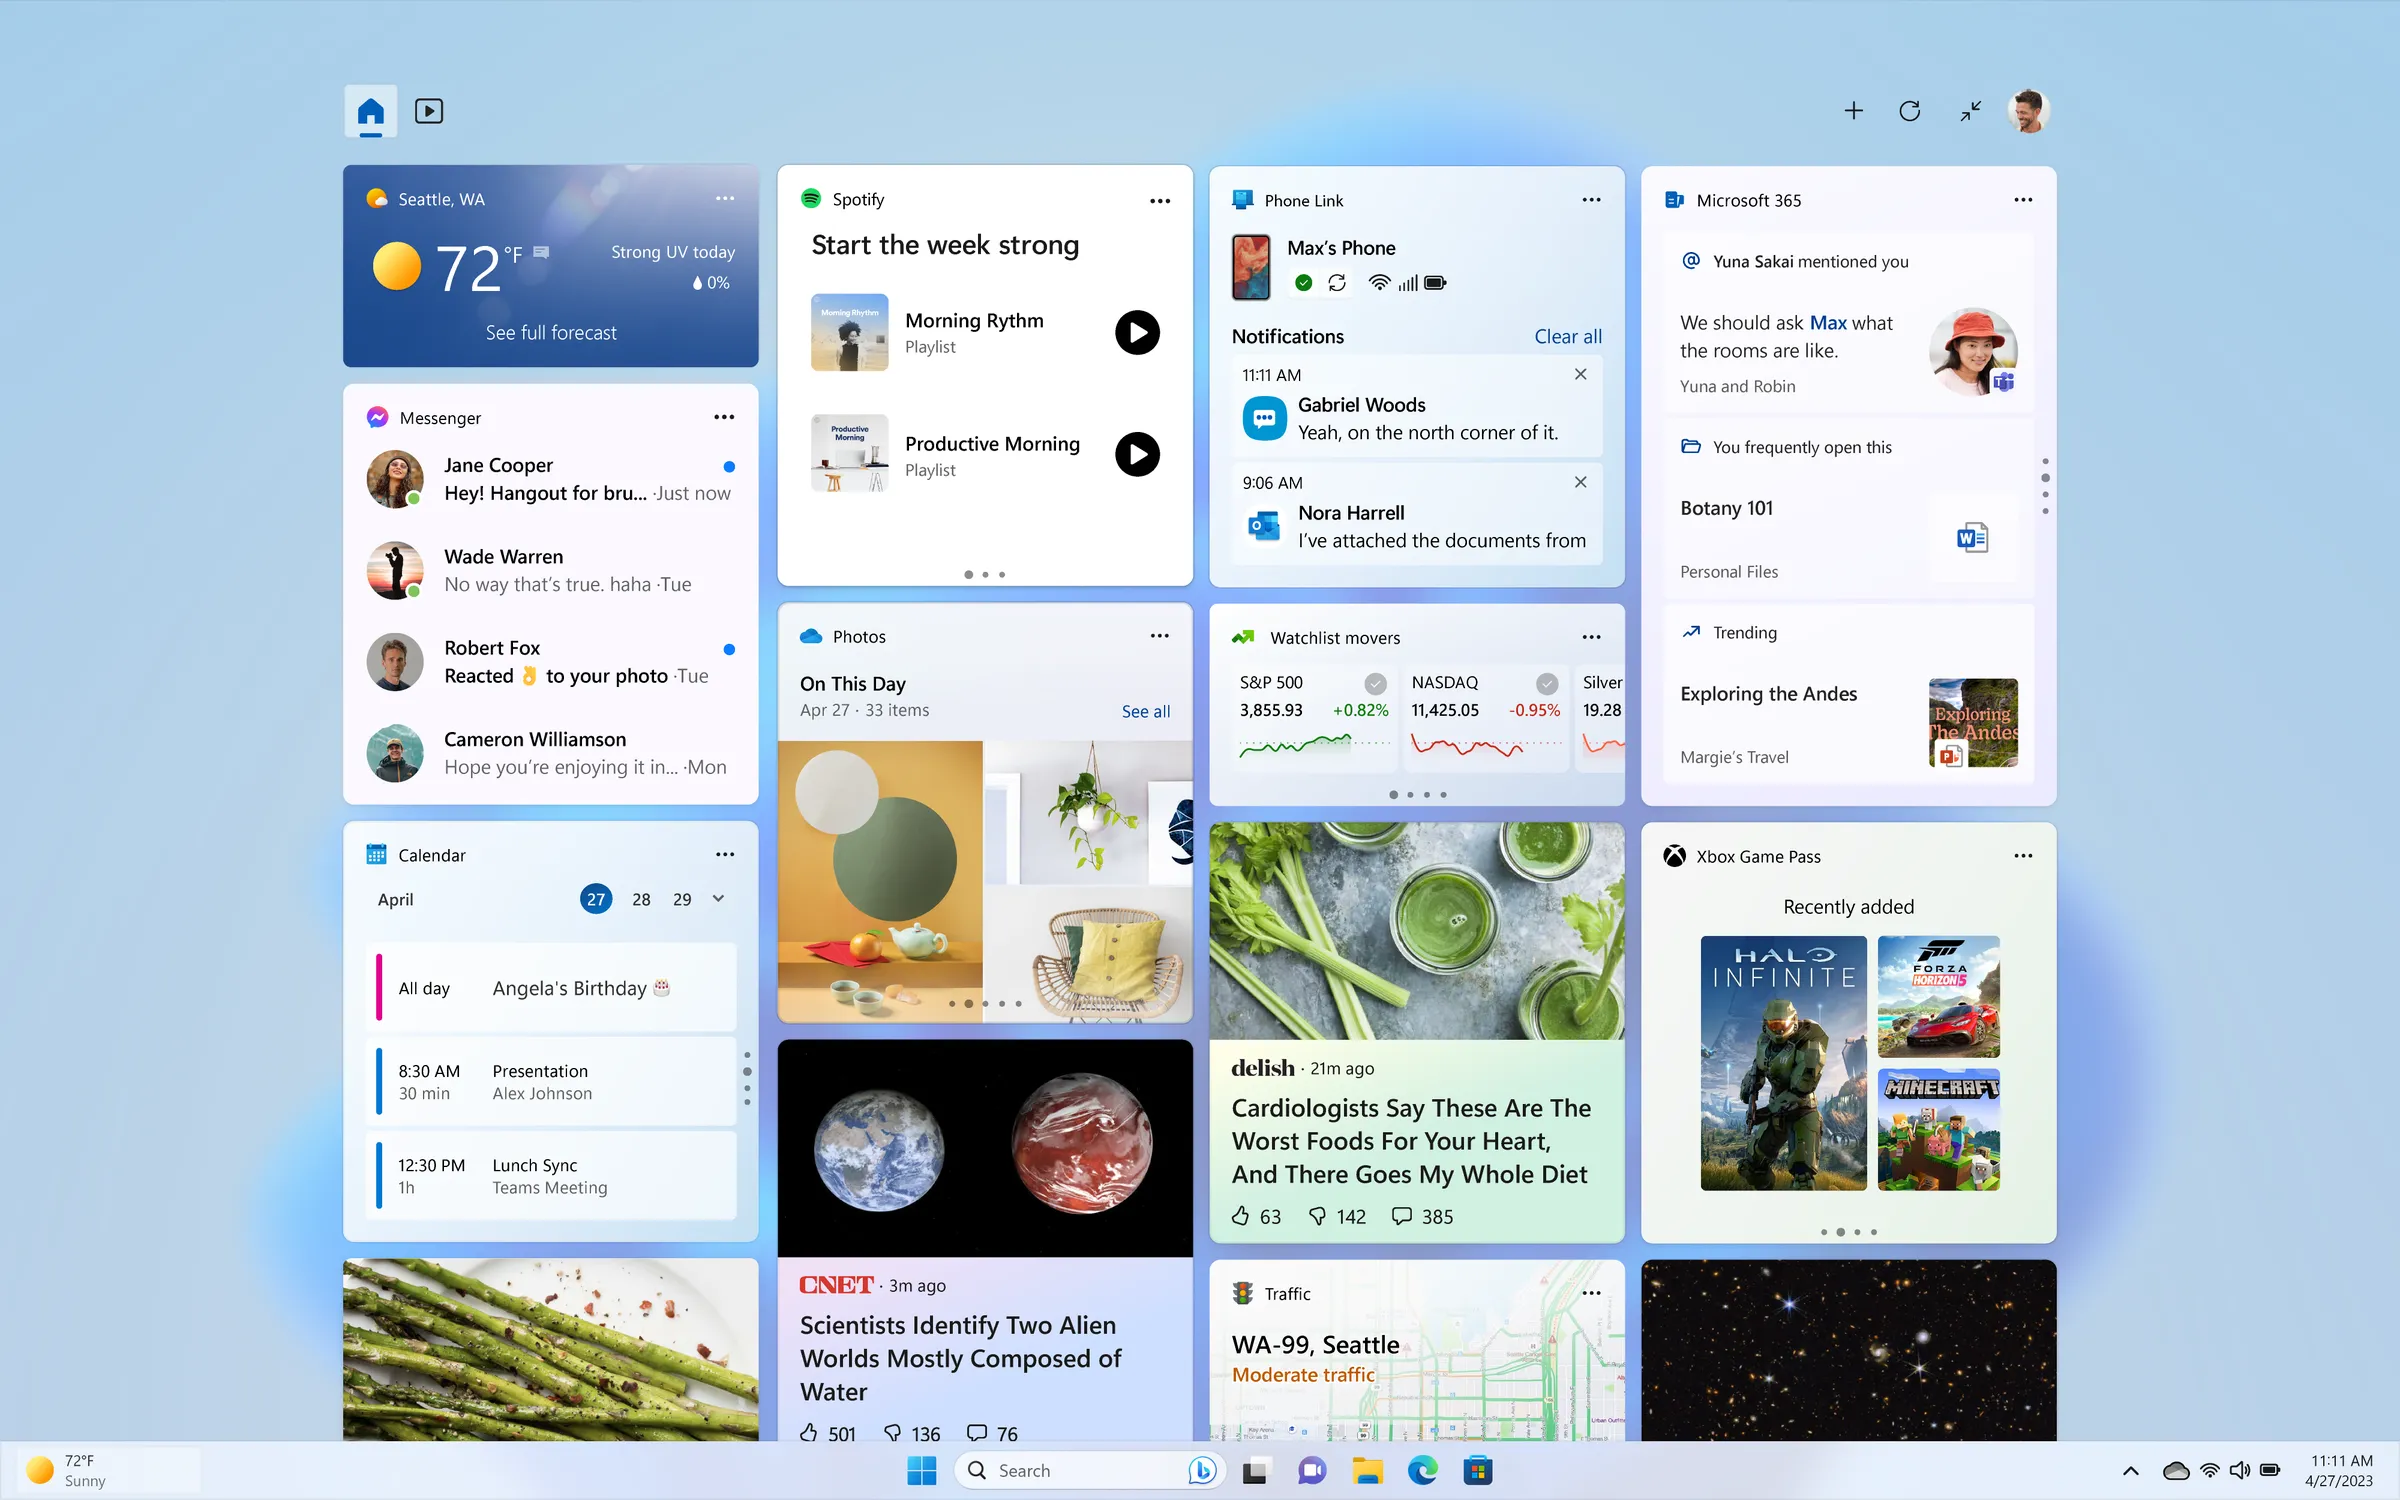 Seattle, WA
72 °F
Strong UV today
0%
See full forecast
Messenger
Jane Cooper
Hey! Hangout for bru... ·Just now
Wade Warren
No way that's true. haha ·Tue
Robert Fox
Reacted 👌 to your photo ·Tue
Cameron Williamson
Hope you're enjoying it in... ·Mon
Calendar
April 27 28 29
All day Angela's Birthday 🎂
8:30 AM Presentation
30 min Alex Johnson
12:30 PM Lunch Sync
1h Teams Meeting
Spotify
Start the week strong
Morning Rhythm
Morning Rythm
Playlist
Productive
Morning
Productive Morning
Playlist
Photos
On This Day
Apr 27 · 33 items
See all
CNET · 3m ago
Scientists Identify Two Alien
Worlds Mostly Composed of
Water
501 136 76
Phone Link
Max's Phone
Notifications Clear all
11:11 AM
Gabriel Woods
Yeah, on the north corner of it.
9:06 AM
Nora Harrell
I've attached the documents from
Watchlist movers
S&P 500
3,855.93 +0.82%
NASDAQ
11,425.05 -0.95%
Silver
19.28
delish · 21m ago
Cardiologists Say These Are The
Worst Foods For Your Heart,
And There Goes My Whole Diet
63 142 385
Traffic
WA-99, Seattle
Moderate traffic
Microsoft 365
@ Yuna Sakai mentioned you
We should ask Max what
the rooms are like.
Yuna and Robin
You frequently open this
Botany 101
Personal Files
Trending
Exploring the Andes
Margie's Travel
Exploring
The Andes
Xbox Game Pass
Recently added
HALO
INFINITE
FORZA
HORIZON 5
MINECRAFT
72°F
Sunny
Search
11:11 AM
4/27/2023